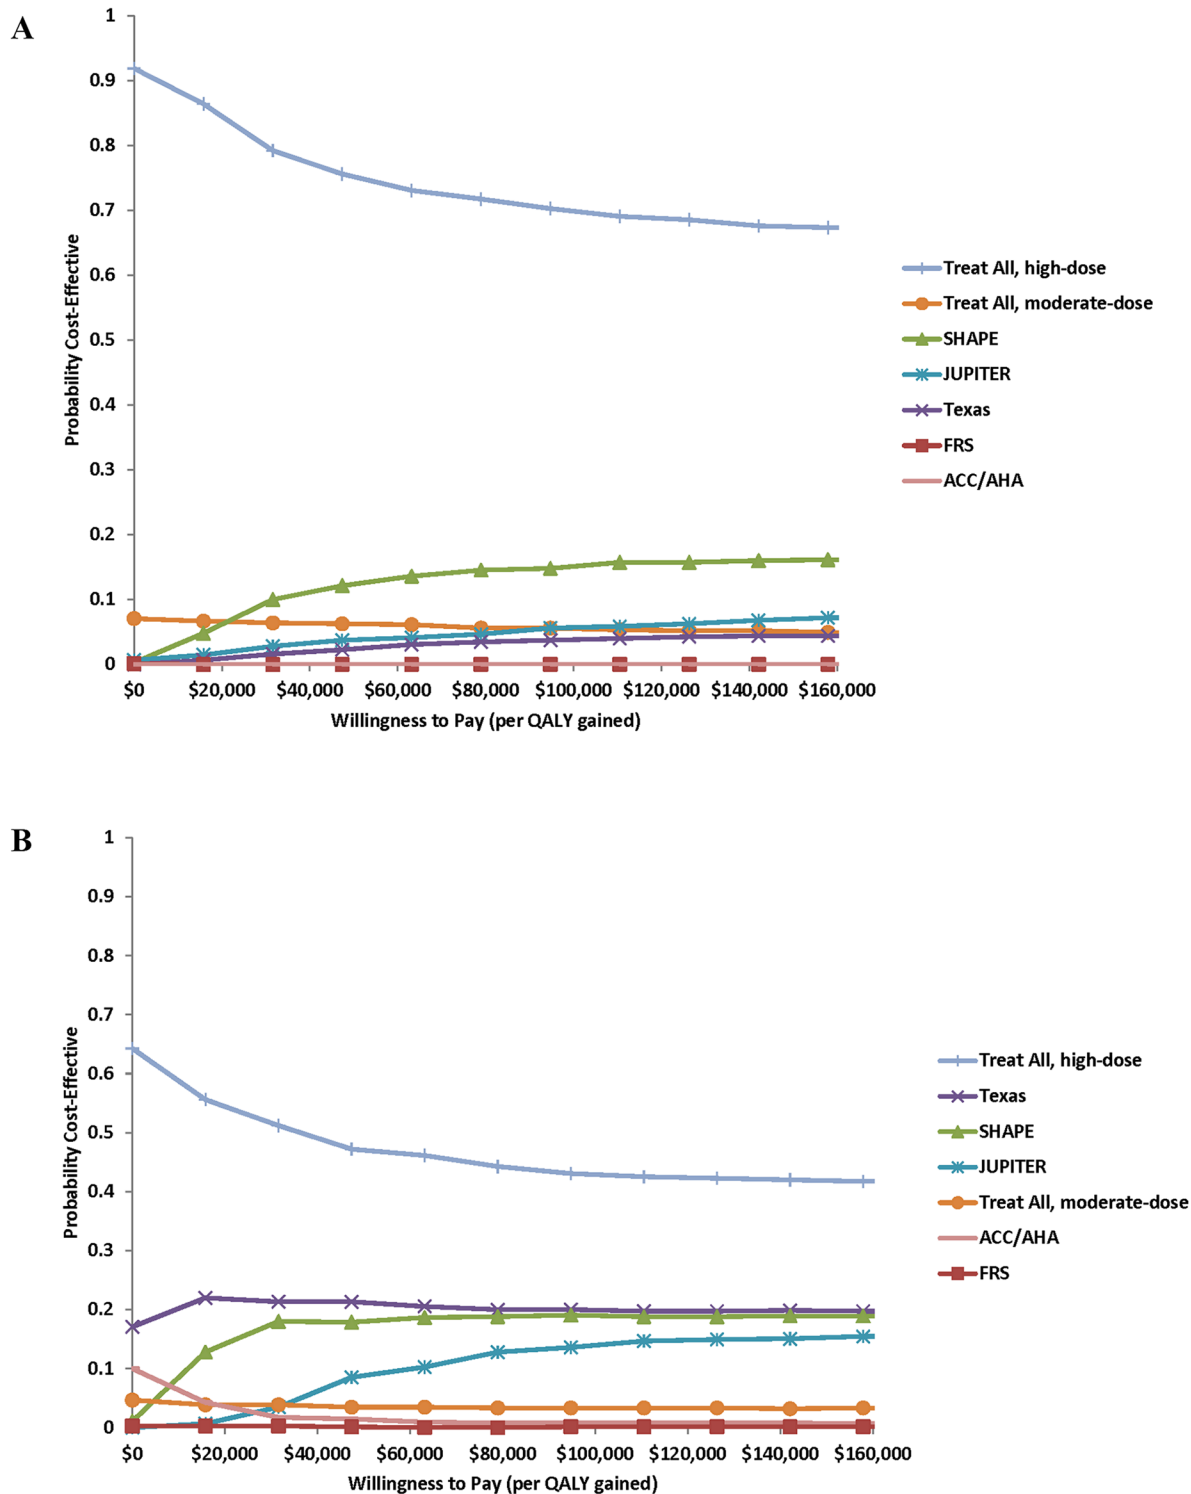 A
1
0.9
0.8
0.7
0.6
0.5
0.4
0.3
0.2
0.1
0
Probability Cost-Effective
$0 $20,000 $40,000 $60,000 $80,000 $100,000 $120,000 $140,000 $160,000
Willingness to Pay (per QALY gained)
Treat All, high-dose
Treat All, moderate-dose
SHAPE
JUPITER
Texas
FRS
ACC/AHA
B
1
0.9
0.8
0.7
0.6
0.5
0.4
0.3
0.2
0.1
0
Probability Cost-Effective
$0 $20,000 $40,000 $60,000 $80,000 $100,000 $120,000 $140,000 $160,000
Willingness to Pay (per QALY gained)
Treat All, high-dose
Texas
SHAPE
JUPITER
Treat All, moderate-dose
ACC/AHA
FRS